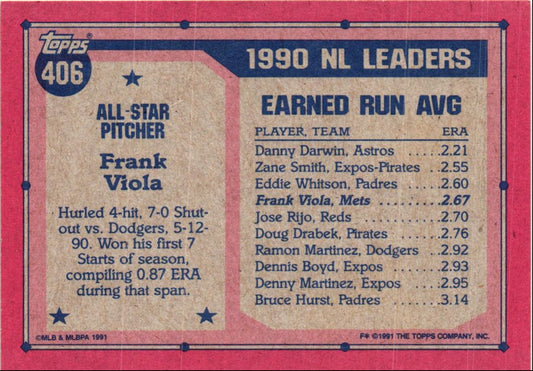 Topps®
406
ALL-STAR
PITCHER
Frank
Viola
Hurled 4-hit, 7-0 Shut-
out vs. Dodgers, 5-12-
90. Won his first 7
Starts of season,
compiling 0.87 ERA
during that span.
©MLB & MLBPA 1991
1990 NL LEADERS
EARNED RUN AVG
PLAYER, TEAM ERA
Danny Darwin, Astros . . . 2.21
Zane Smith, Expos-Pirates . . 2.55
Eddie Whitson, Padres . . . . 2.60
Frank Viola, Mets . . . . . . . . 2.67
Jose Rijo, Reds . . . . . . . . . . 2.70
Doug Drabek, Pirates . . . . . 2.76
Ramon Martinez, Dodgers . . 2.92
Dennis Boyd, Expos . . . . . . 2.93
Denny Martinez, Expos . . . . 2.95
Bruce Hurst, Padres . . . . . . 3.14
F* ©1991 THE TOPPS COMPANY, INC.